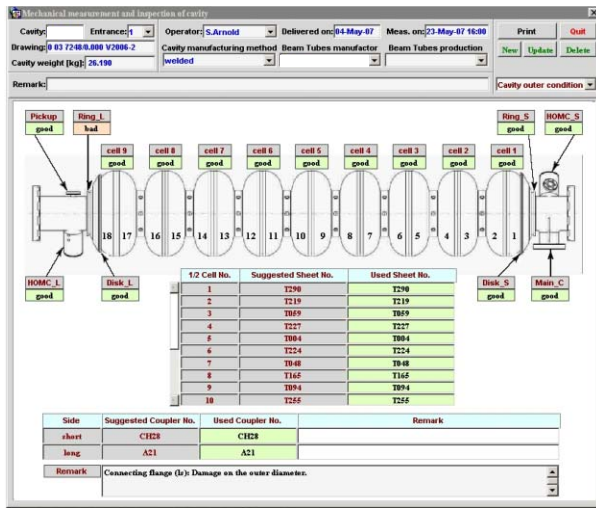 Mechanical measurement and inspection of cavity
Cavity: Entrance: 1 Operator: S.Arnold Delivered on: 04-May-07 Meas. on: 23-May-07 16:00 Print Quit
Drawing: 0 03 7248/0.000 V2006-2 Cavity manufacturing method Beam Tubes manufactor Beam Tubes production New Update Delete
Cavity weight [kg]: 26.190 welded
Remark: Cavity outer condition
Pickup Ring_L Ring_S HOMC_S
good bad good good
cell 9 cell 8 cell 7 cell 6 cell 5 cell 4 cell 3 cell 2 cell 1
good good good good good good good good good
18 17 16 15 14 13 12 11 10 9 8 7 6 5 4 3 2 1
HOMC_L Disk_L Disk_S Main_C
good good good good
1/2 Cell No. Suggested Sheet No. Used Sheet No.
1 T290 T290
2 T219 T219
3 T059 T059
4 T227 T227
5 T004 T004
6 T224 T224
7 T048 T048
8 T165 T165
9 T094 T094
10 T255 T255
Side Suggested Coupler No. Used Coupler No. Remark
short CH28 CH28
long A21 A21
Remark Connecting flange (ls): Damage on the outer diameter.